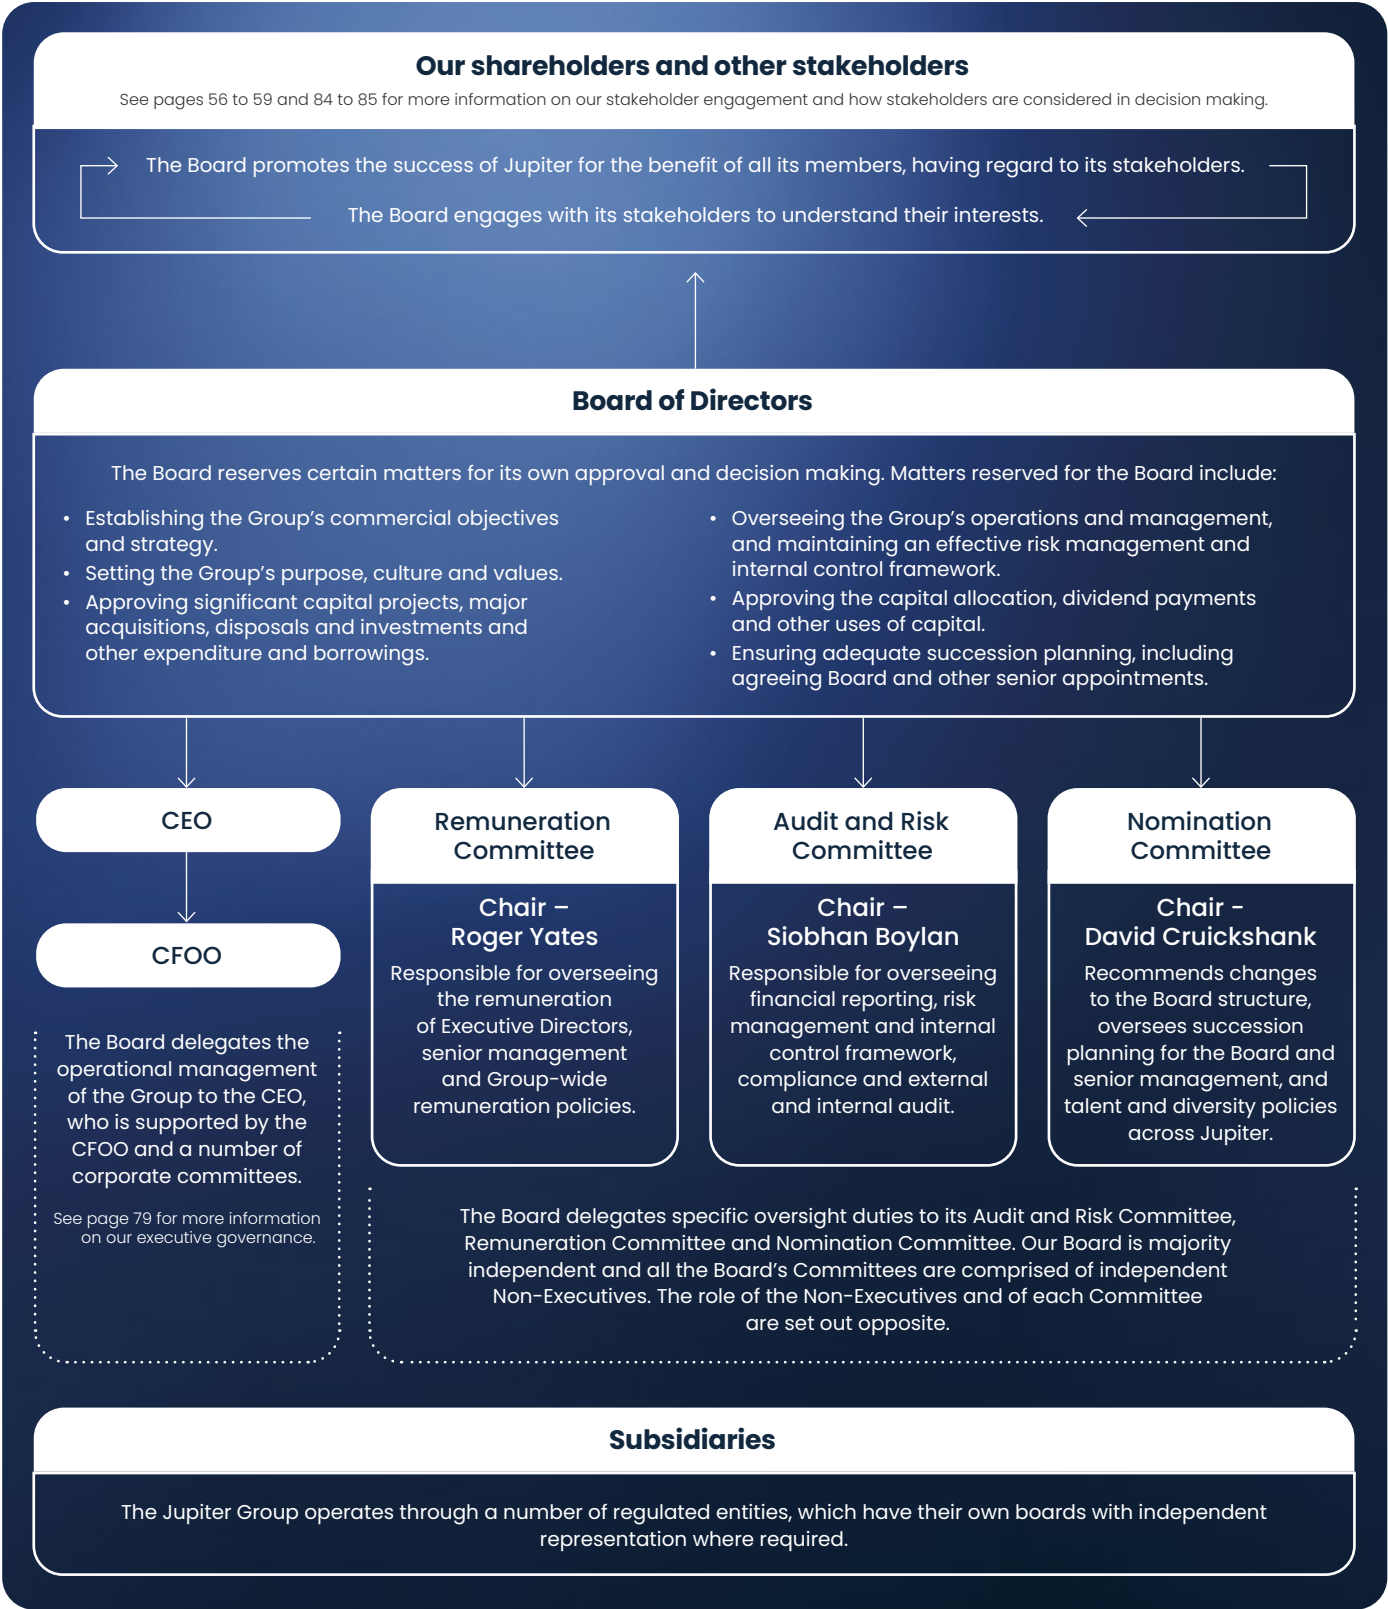 Our shareholders and other stakeholders
See pages 56 to 59 and 84 to 85 for more information on our stakeholder engagement and how stakeholders are considered in decision making.
The Board promotes the success of Jupiter for the benefit of all its members, having regard to its stakeholders.
The Board engages with its stakeholders to understand their interests.
Board of Directors
The Board reserves certain matters for its own approval and decision making. Matters reserved for the Board include:
• Establishing the Group’s commercial objectives
and strategy.
• Setting the Group’s purpose, culture and values.
• Approving significant capital projects, major
acquisitions, disposals and investments and
other expenditure and borrowings.
• Overseeing the Group’s operations and management,
and maintaining an effective risk management and
internal control framework.
• Approving the capital allocation, dividend payments
and other uses of capital.
• Ensuring adequate succession planning, including
agreeing Board and other senior appointments.
CEO
CFOO
The Board delegates the
operational management
of the Group to the CEO,
who is supported by the
CFOO and a number of
corporate committees.
See page 79 for more information
on our executive governance.
Remuneration
Committee
Chair –
Roger Yates
Responsible for overseeing
the remuneration
of Executive Directors,
senior management
and Group-wide
remuneration policies.
Audit and Risk
Committee
Chair –
Siobhan Boylan
Responsible for overseeing
financial reporting, risk
management and internal
control framework,
compliance and external
and internal audit.
Nomination
Committee
Chair -
David Cruickshank
Recommends changes
to the Board structure,
oversees succession
planning for the Board and
senior management, and
talent and diversity policies
across Jupiter.
The Board delegates specific oversight duties to its Audit and Risk Committee,
Remuneration Committee and Nomination Committee. Our Board is majority
independent and all the Board’s Committees are comprised of independent
Non-Executives. The role of the Non-Executives and of each Committee
are set out opposite.
Subsidiaries
The Jupiter Group operates through a number of regulated entities, which have their own boards with independent
representation where required.